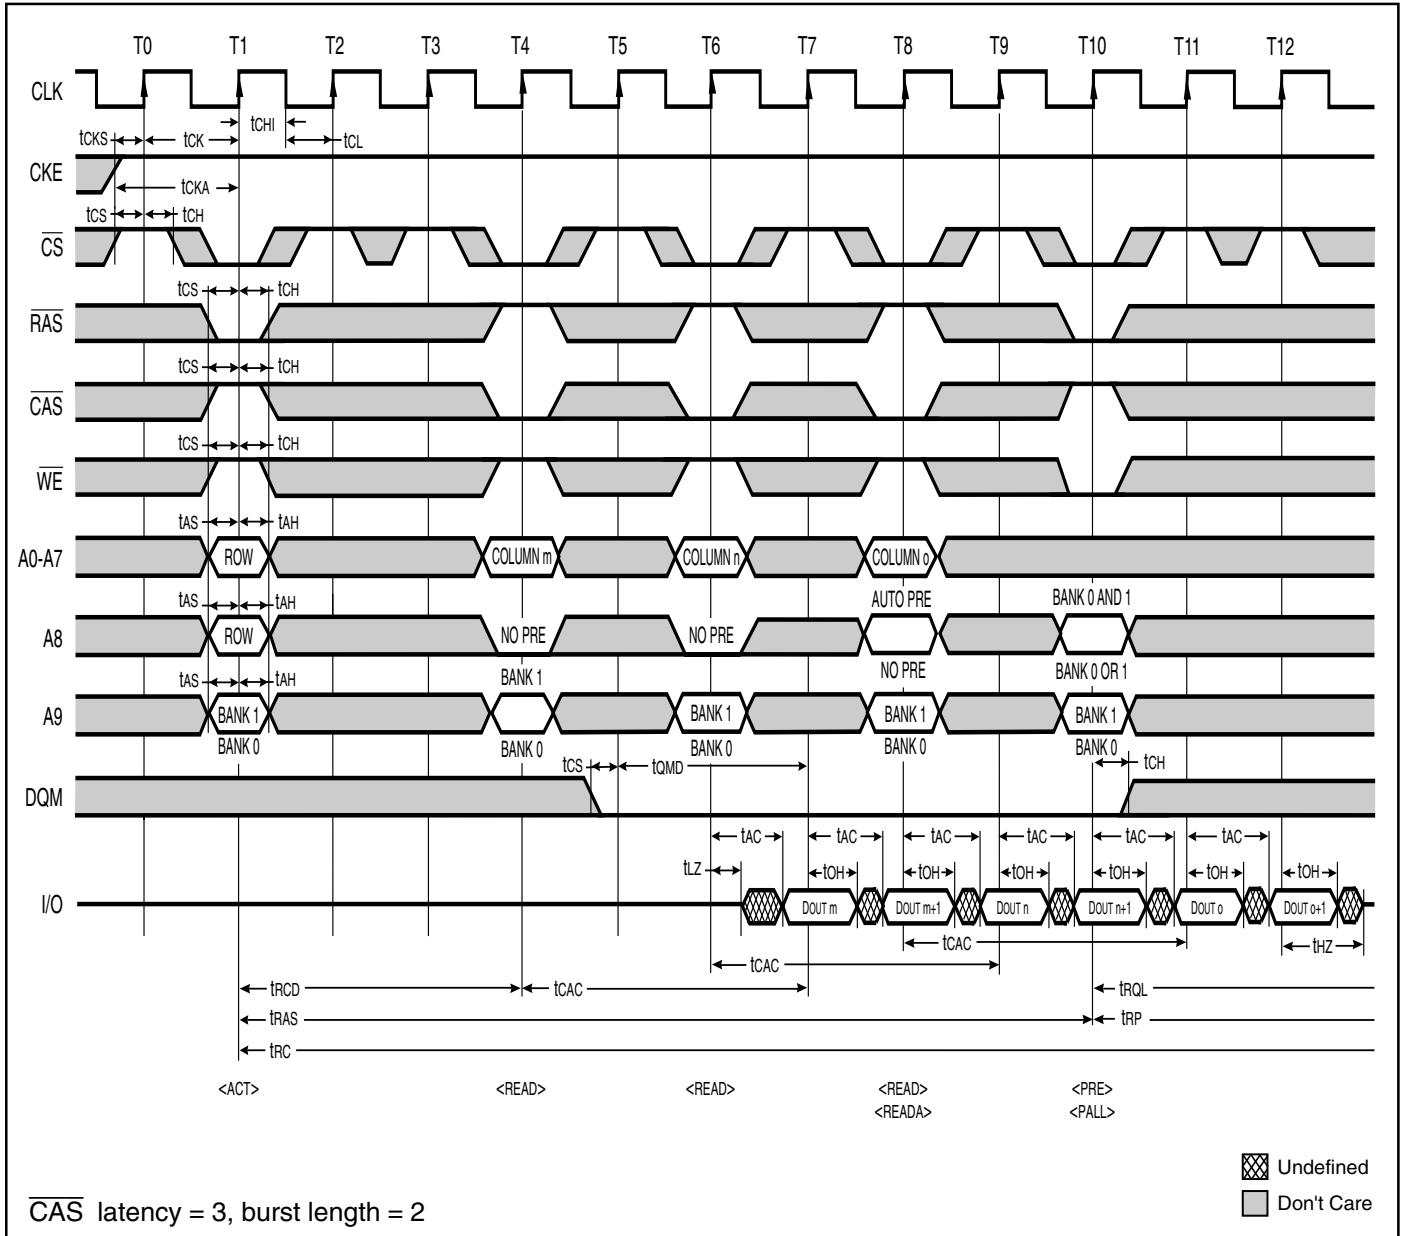 T0 T1 T2 T3 T4 T5 T6 T7 T8 T9 T10 T11 T12
CLK
tCHI
tCKS tCK tCL
CKE
tCKA
tCS tCH
CS
tCS tCH
RAS
tCS tCH
CAS
tCS tCH
WE
tAS tAH
A0-A7 ROW COLUMN m COLUMN n COLUMN o
tAS tAH AUTO PRE BANK 0 AND 1
A8 ROW NO PRE NO PRE
tAS tAH BANK 1 NO PRE BANK 0 OR 1
A9 BANK 1 BANK 1 BANK 1 BANK 1
BANK 0 BANK 0 BANK 0 BANK 0 BANK 0
tCS tQMD tCH
DQM
tAC tAC tAC tAC tAC tAC
tLZ tOH tOH tOH tOH tOH tOH
I/O DOUT m DOUT m+1 DOUT n DOUT n+1 DOUT o DOUT o+1
tCAC tHZ
tCAC
tRCD tCAC tRQL
tRAS tRP
tRC
<ACT> <READ> <READ> <READ> <PRE>
<READA> <PALL>
Undefined
Don't Care
CAS latency = 3, burst length = 2